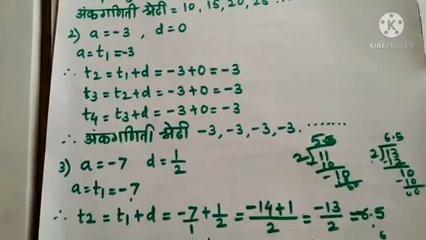 अंकगणिती श्रेढी = 10, 15, 20, 25 ....
2) a = -3 , d = 0
a = t₁ = -3
∴ t₂ = t₁ + d = -3 + 0 = -3
t₃ = t₂ + d = -3 + 0 = -3
t₄ = t₃ + d = -3 + 0 = -3
∴ अंकगणिती श्रेढी -3, -3, -3, -3. ........
3) a = -7 d = 1/2
a = t₁ = -7
∴ t₂ = t₁ + d = -7/1 + 1/2 = -14+1/2 = -13/2 = -6.5
6.5
2 13
KINEMASTER